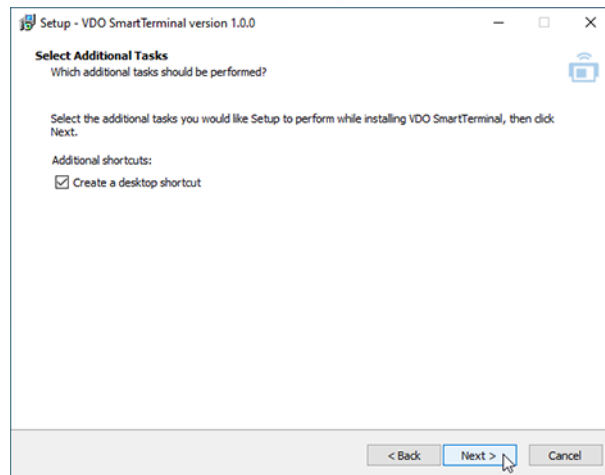 Setup - VDO SmartTerminal version 1.0.0
Select Additional Tasks
Which additional tasks should be performed?
Select the additional tasks you would like Setup to perform while installing VDO SmartTerminal, then click
Next.
Additional shortcuts:
Create a desktop shortcut
< Back Next > Cancel